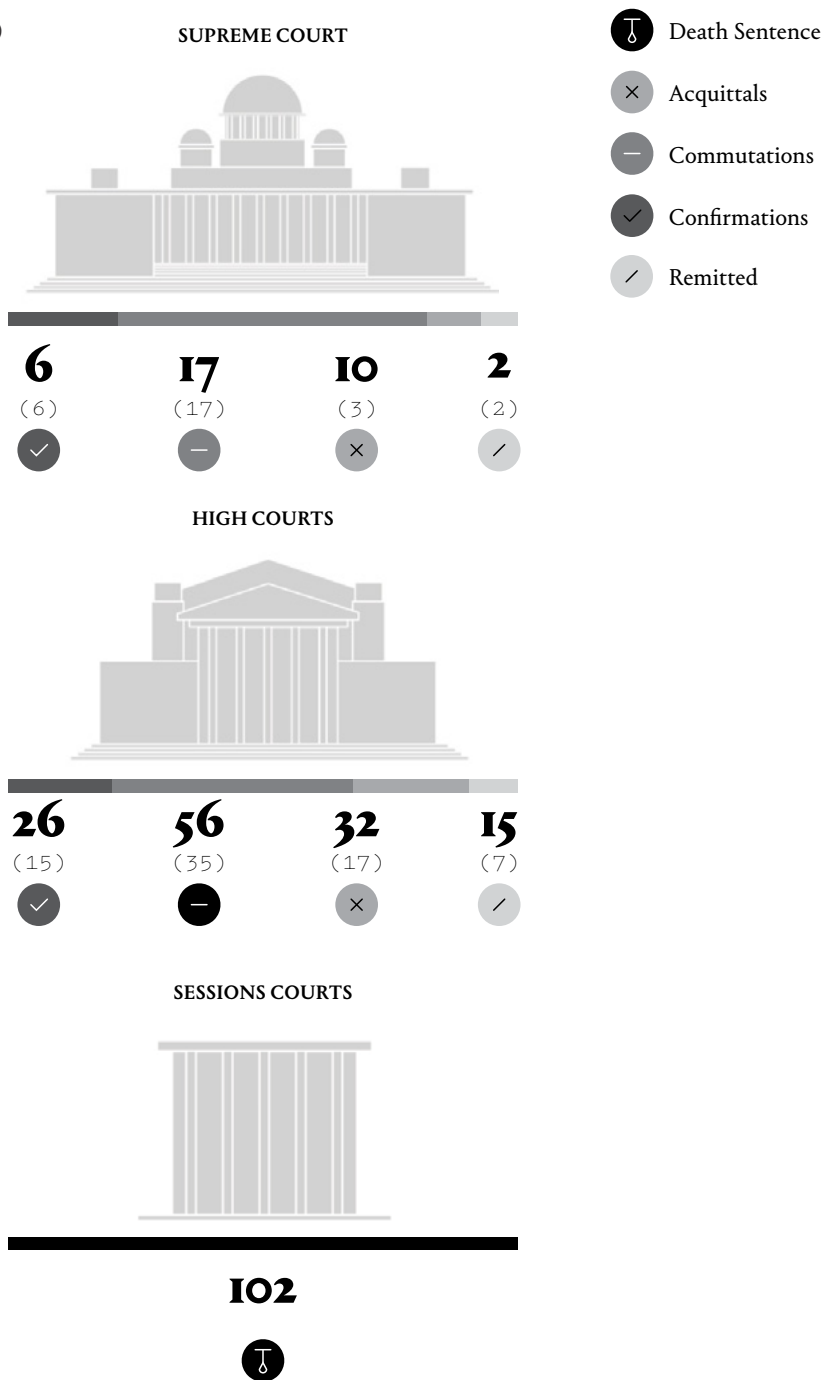 SUPREME COURT
Death Sentence
Acquittals
Commutations
Confirmations
Remitted
6 17 10 2
(6) (17) (3) (2)
HIGH COURTS
26 56 32 15
(15) (35) (17) (7)
SESSIONS COURTS
102